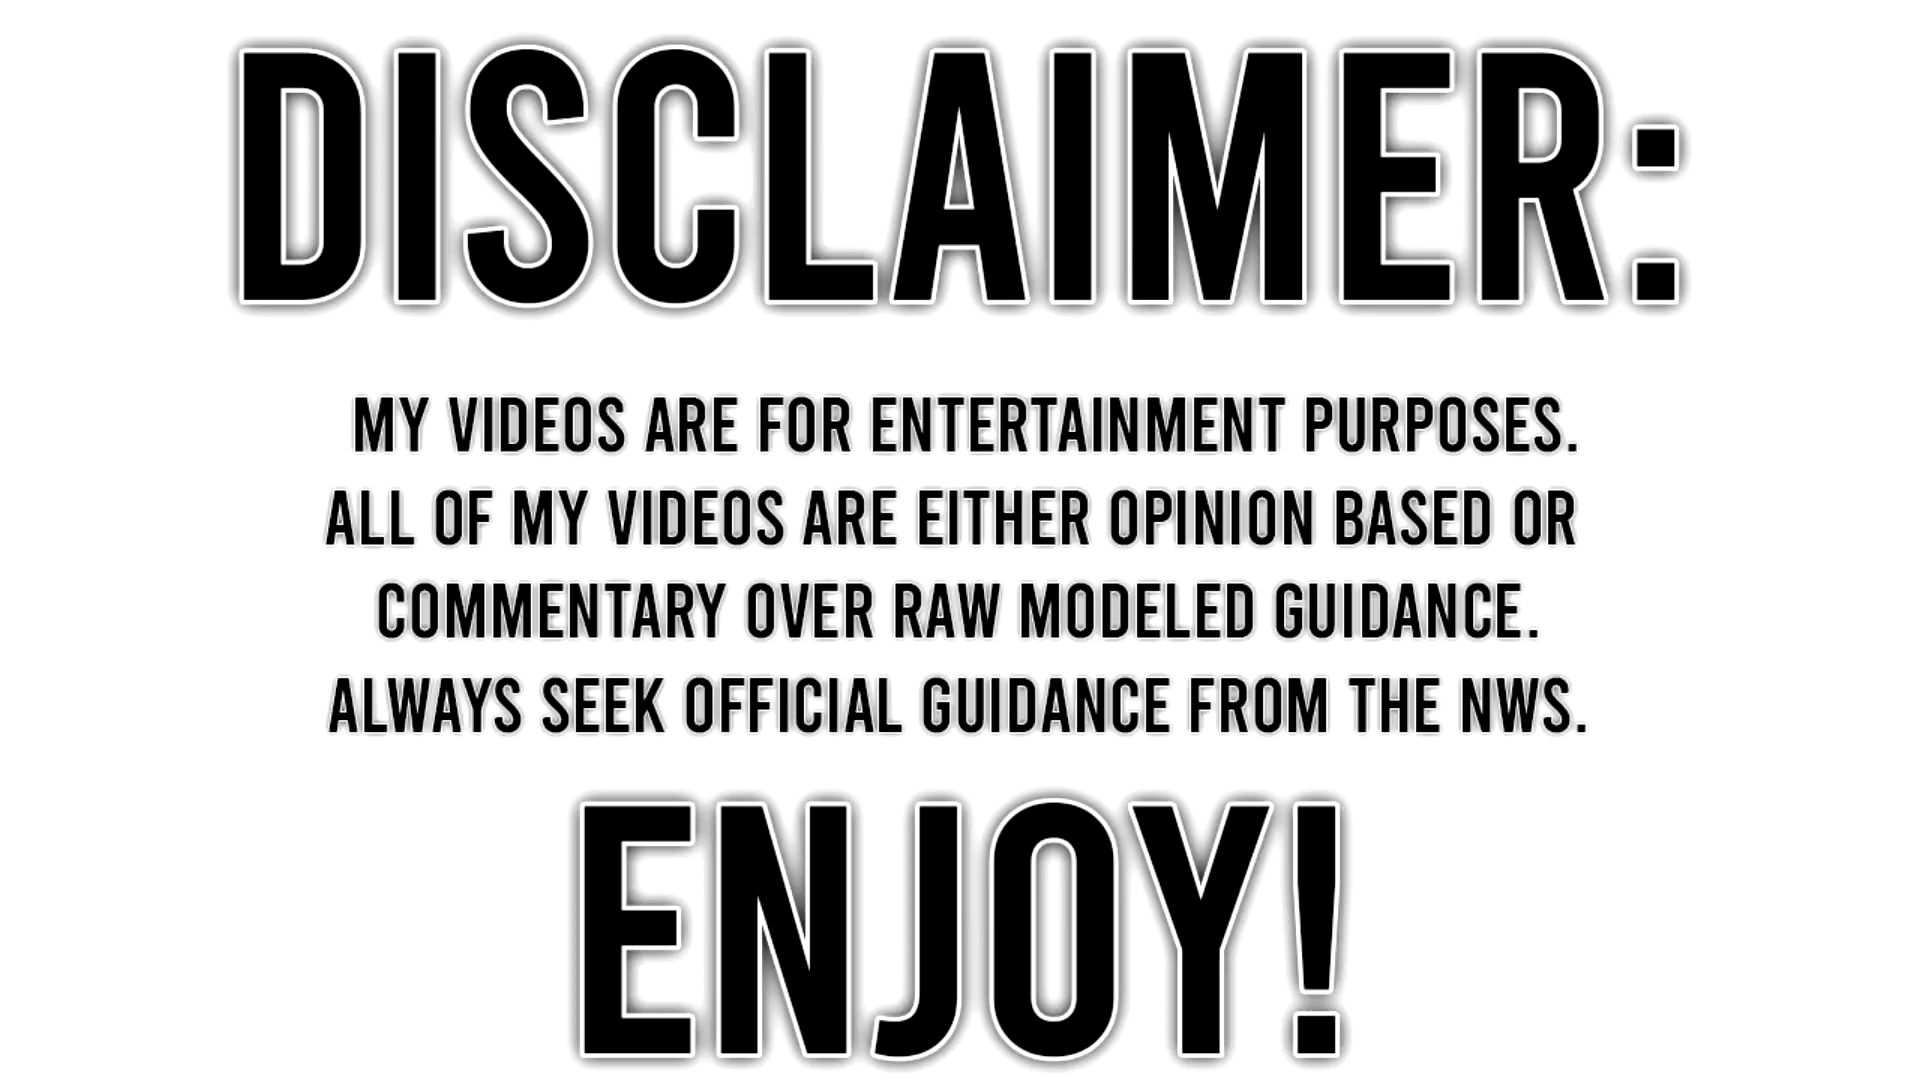 DISCLAIMER:
MY VIDEOS ARE FOR ENTERTAINMENT PURPOSES.
ALL OF MY VIDEOS ARE EITHER OPINION BASED OR
COMMENTARY OVER RAW MODELED GUIDANCE.
ALWAYS SEEK OFFICIAL GUIDANCE FROM THE NWS.
ENJOY!